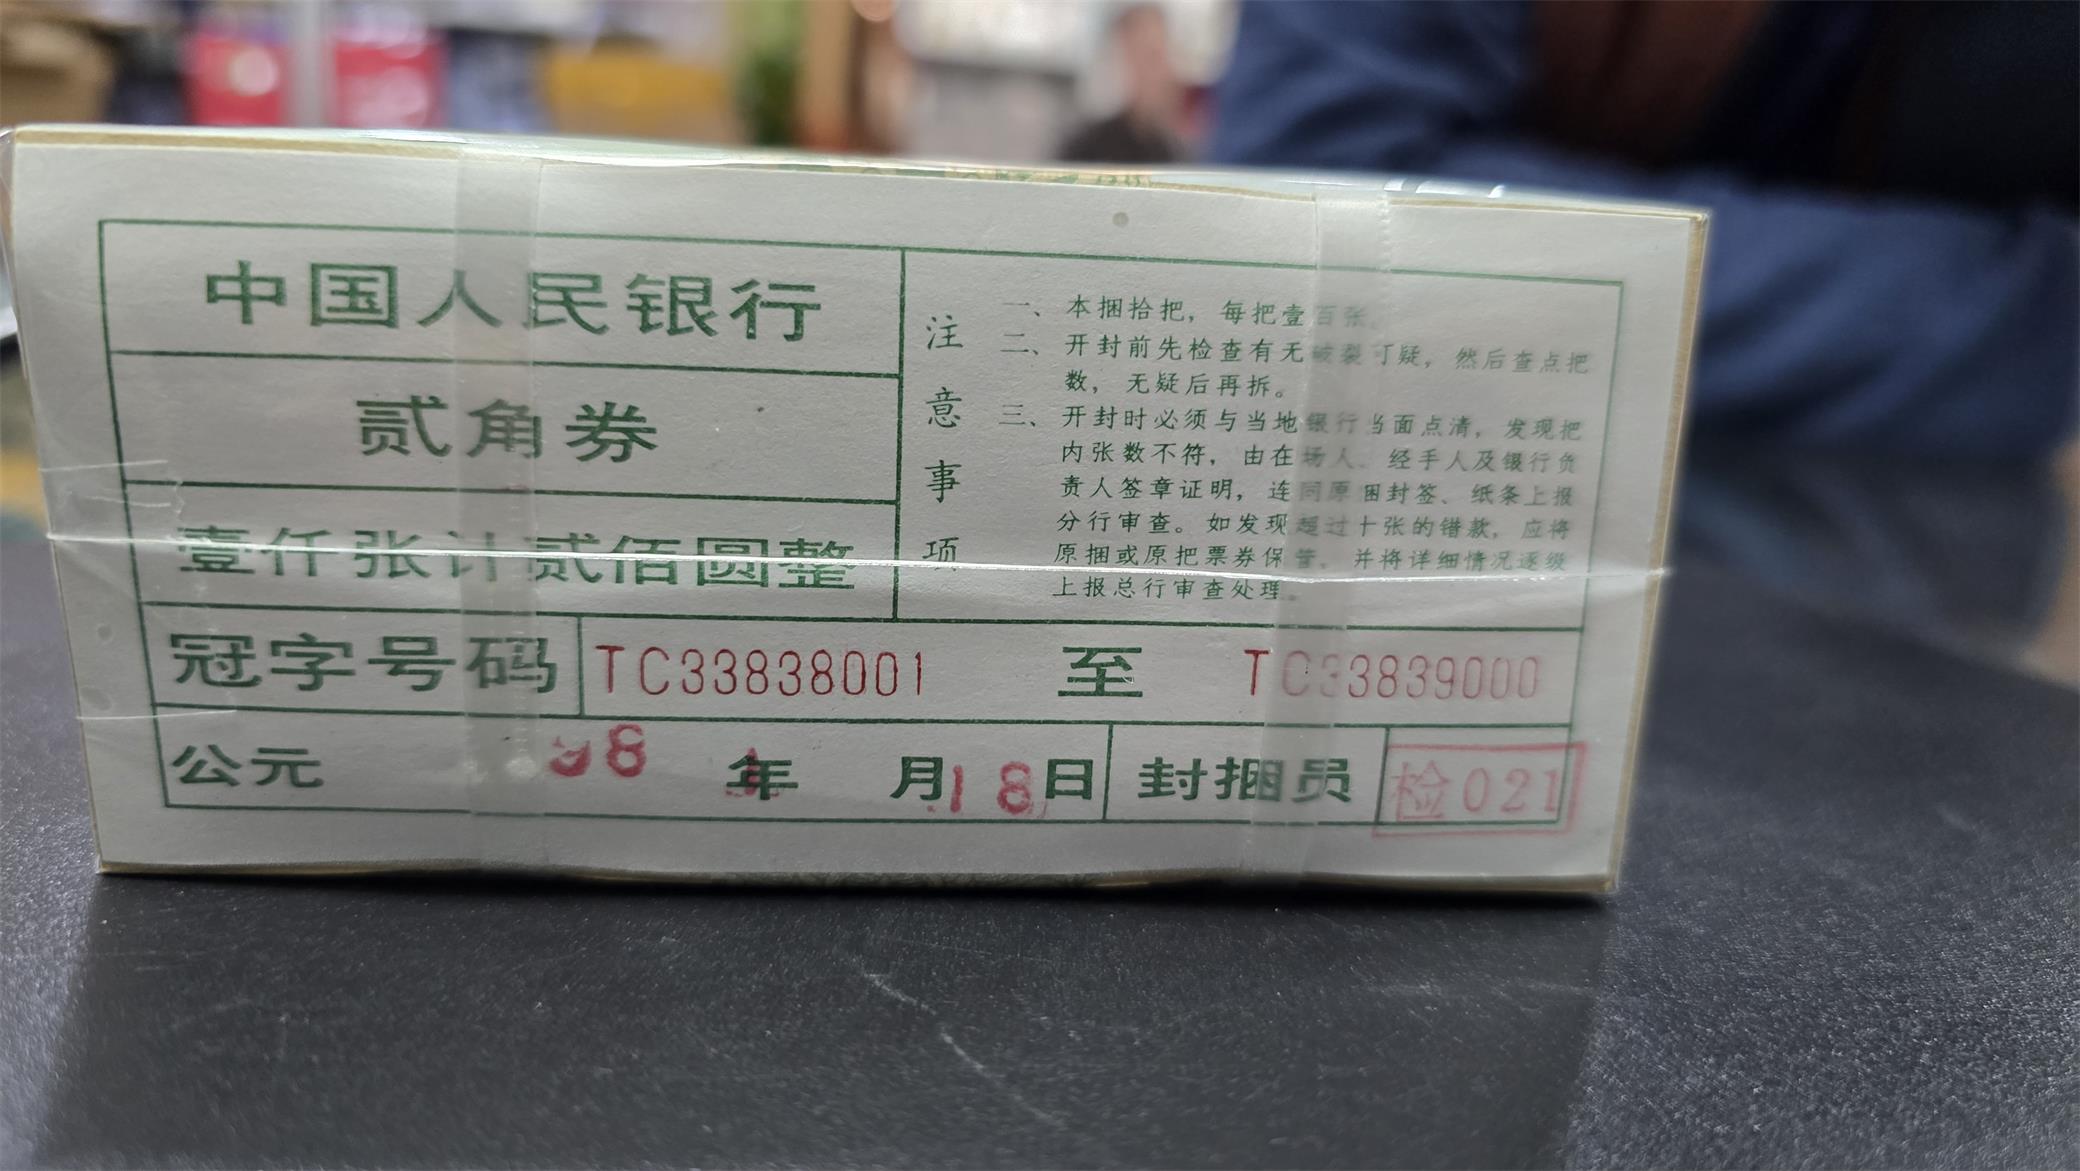 中国人民银行
贰角券
壹仟张计贰佰圆整
注意事项
一、本捆拾把，每把壹百张。
二、开封前先检查有无破裂可疑，然后查点把
数，无疑后再拆。
三、开封时必须与当地银行当面点清，发现把
内张数不符，由在场人、经手人及银行负
责人签章证明，连同原困封签、纸条上报
分行审查。如发现超过十张的错款，应将
原捆或原把票券保管，并将详细情况逐级
上报总行审查处理。
冠字号码 TC33838001 至 TC33839000
公元 98 年 月 18 日 封捆员 检021